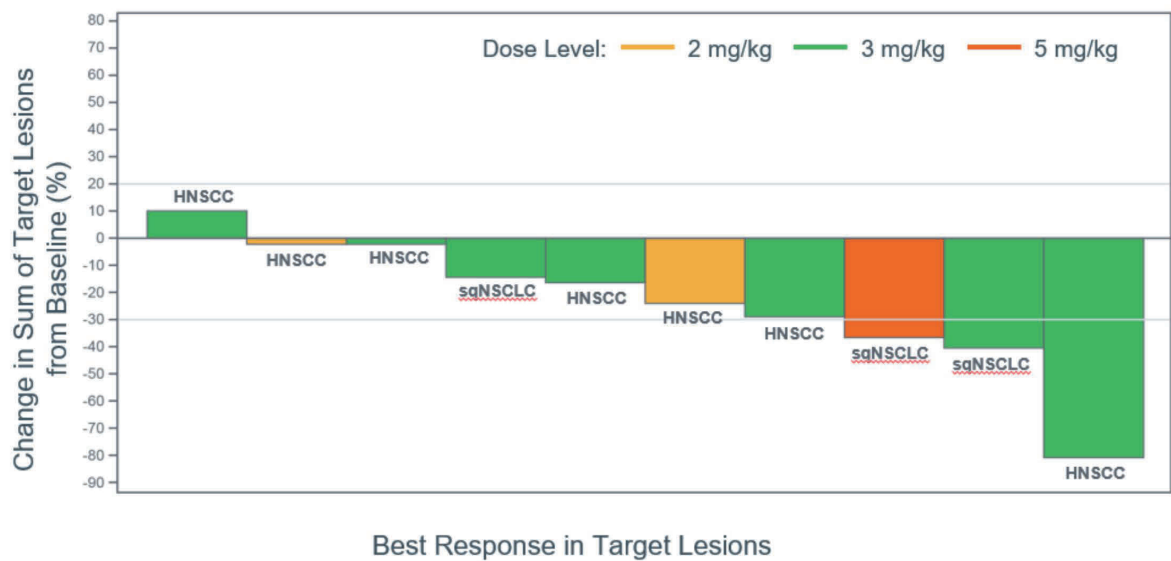 Change in Sum of Target Lesions
from Baseline (%)
80
70
60
50
40
30
20
10
0
-10
-20
-30
-40
-50
-60
-70
-80
-90
Dose Level: 2 mg/kg 3 mg/kg 5 mg/kg
HNSCC
HNSCC
HNSCC
sqNSCLC
HNSCC
HNSCC
HNSCC
sqNSCLC
sqNSCLC
HNSCC
Best Response in Target Lesions